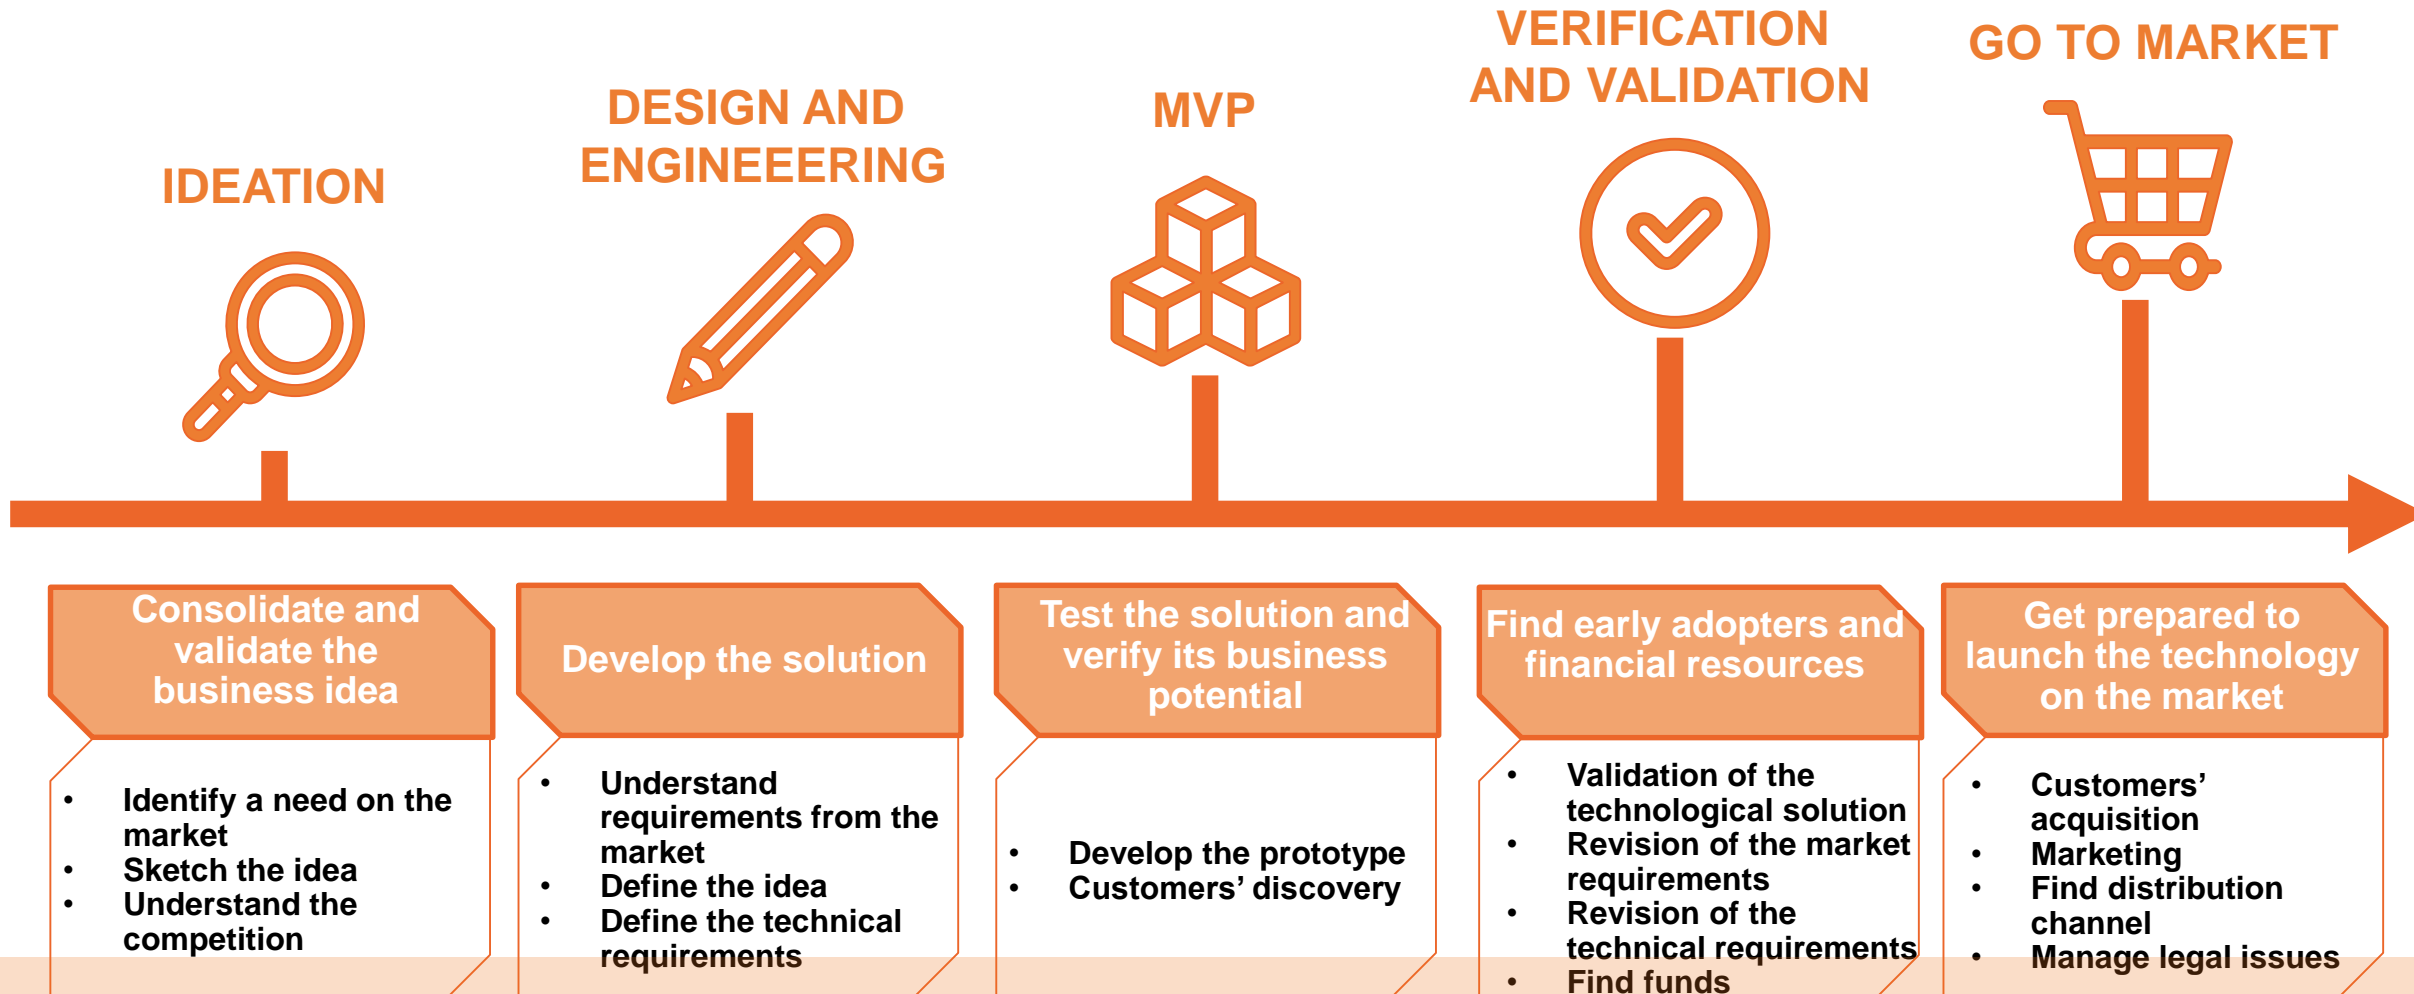 IDEATION
DESIGN AND
ENGINEEERING
MVP
VERIFICATION
AND VALIDATION
GO TO MARKET
Consolidate and
validate the
business idea
• Identify a need on the
market
• Sketch the idea
• Understand the
competition
Develop the solution
• Understand
requirements from the
market
• Define the idea
• Define the technical
requirements
Test the solution and
verify its business
potential
• Develop the prototype
• Customers’ discovery
Find early adopters and
financial resources
• Validation of the
technological solution
• Revision of the market
requirements
• Revision of the
technical requirements
• Find funds
Get prepared to
launch the technology
on the market
• Customers’
acquisition
• Marketing
• Find distribution
channel
• Manage legal issues